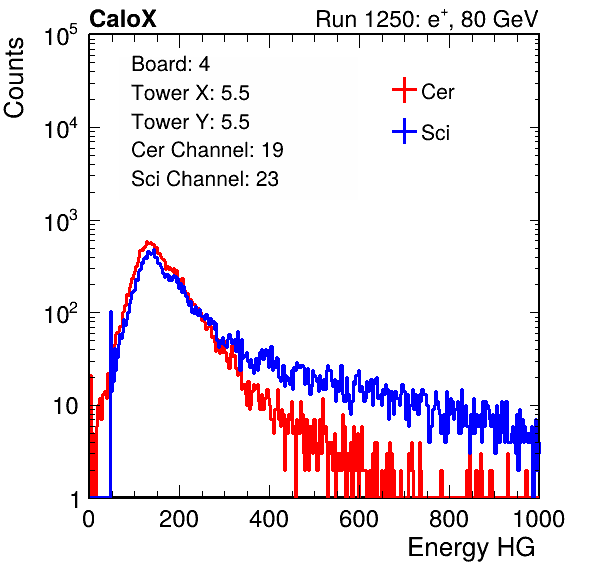 CaloX Run 1250: e⁺, 80 GeV
Counts
10⁵
10⁴
10³
10²
10
1
Board: 4
Tower X: 5.5
Tower Y: 5.5
Cer Channel: 19
Sci Channel: 23
Cer
Sci
0 200 400 600 800 1000
Energy HG